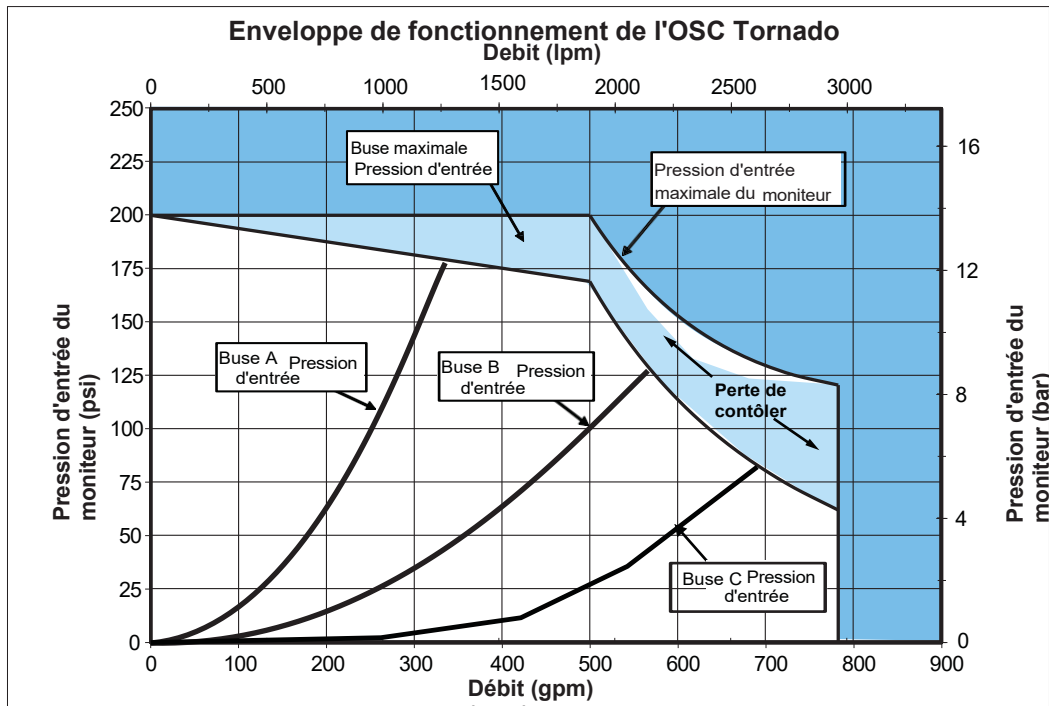 Enveloppe de fonctionnement de l'OSC Tornado
Debit (lpm)
0 500 1000 1500 2000 2500 3000
250
225
200
175
150
125
100
75
50
25
0
Pression d'entrée du
moniteur (psi)
Buse maximale
Pression d'entrée
Pression d'entrée
maximale du moniteur
Buse A Pression
d'entrée
Buse B Pression
d'entrée
Perte de
contôler
Buse C Pression
d'entrée
16
12
8
4
0
Pression d'entrée du
moniteur (bar)
0 100 200 300 400 500 600 700 800 900
Débit (gpm)